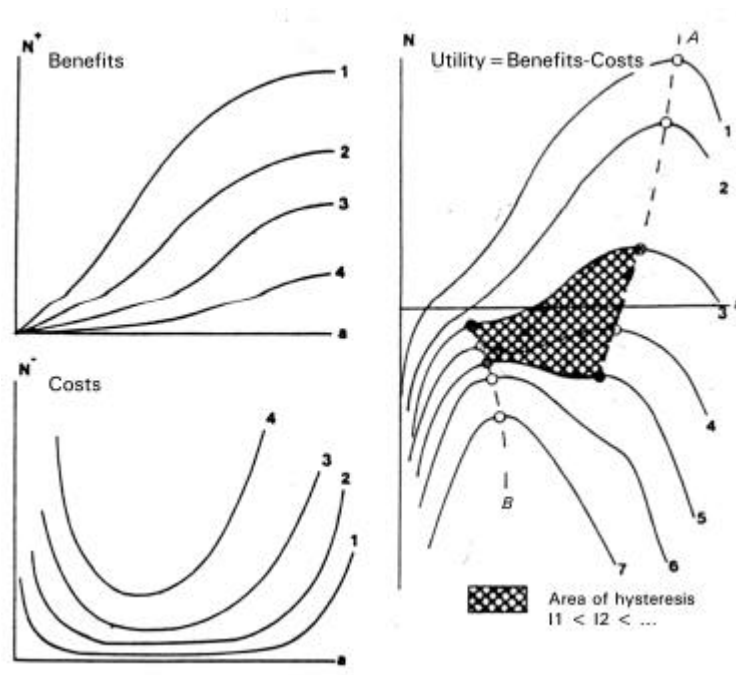 N+
Benefits
1
2
3
4
a
N-
Costs
4
3
2
1
a
N
A
Utility = Benefits-Costs
1
2
3
4
5
6
7
B
Area of hysteresis
I1 < I2 < ...